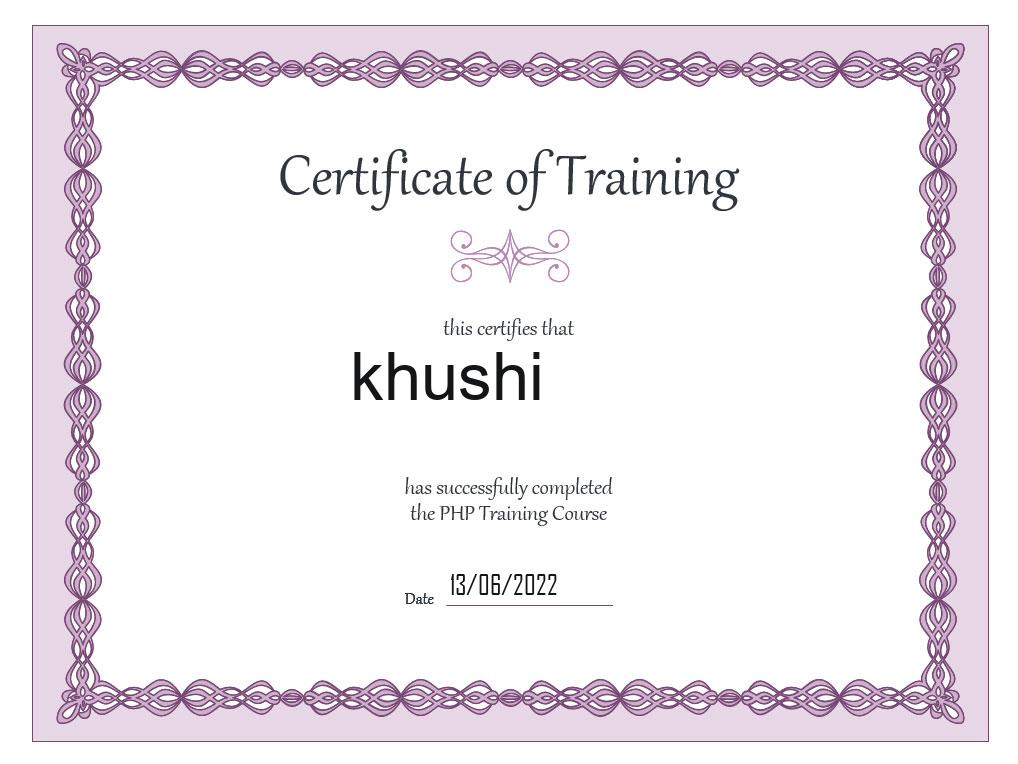 Certificate of Training
this certifies that
khushi
has successfully completed
the PHP Training Course
Date 13/06/2022